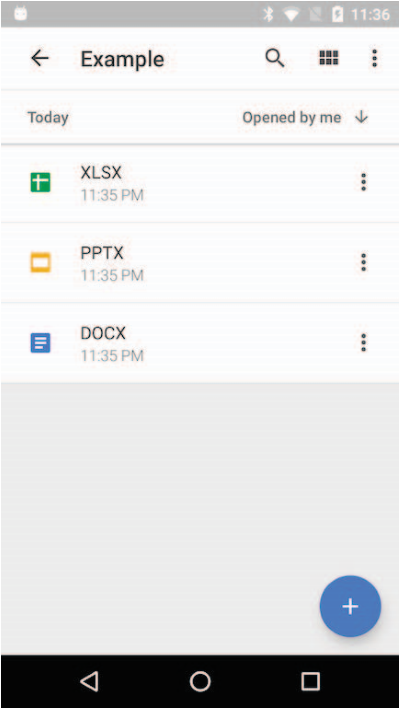 11:36
Example
Today Opened by me
XLSX
11:35 PM
PPTX
11:35 PM
DOCX
11:35 PM